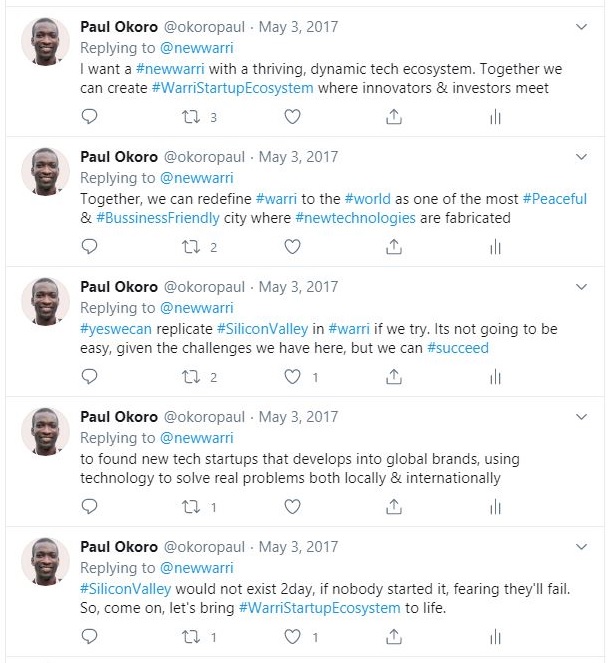 Paul Okoro @okoropaul · May 3, 2017
Replying to @newwarri
I want a #newwarri with a thriving, dynamic tech ecosystem. Together we
can create #WarriStartupEcosystem where innovators & investors meet
3
Paul Okoro @okoropaul · May 3, 2017
Replying to @newwarri
Together, we can redefine #warri to the #world as one of the most #Peaceful
& #BussinessFriendly city where #newtechnologies are fabricated
2
Paul Okoro @okoropaul · May 3, 2017
Replying to @newwarri
#yeswecan replicate #SiliconValley in #warri if we try. Its not going to be
easy, given the challenges we have here, but we can #succeed
2 1
Paul Okoro @okoropaul · May 3, 2017
Replying to @newwarri
to found new tech startups that develops into global brands, using
technology to solve real problems both locally & internationally
1
Paul Okoro @okoropaul · May 3, 2017
Replying to @newwarri
#SiliconValley would not exist 2day, if nobody started it, fearing they'll fail.
So, come on, let's bring #WarriStartupEcosystem to life.
1 1